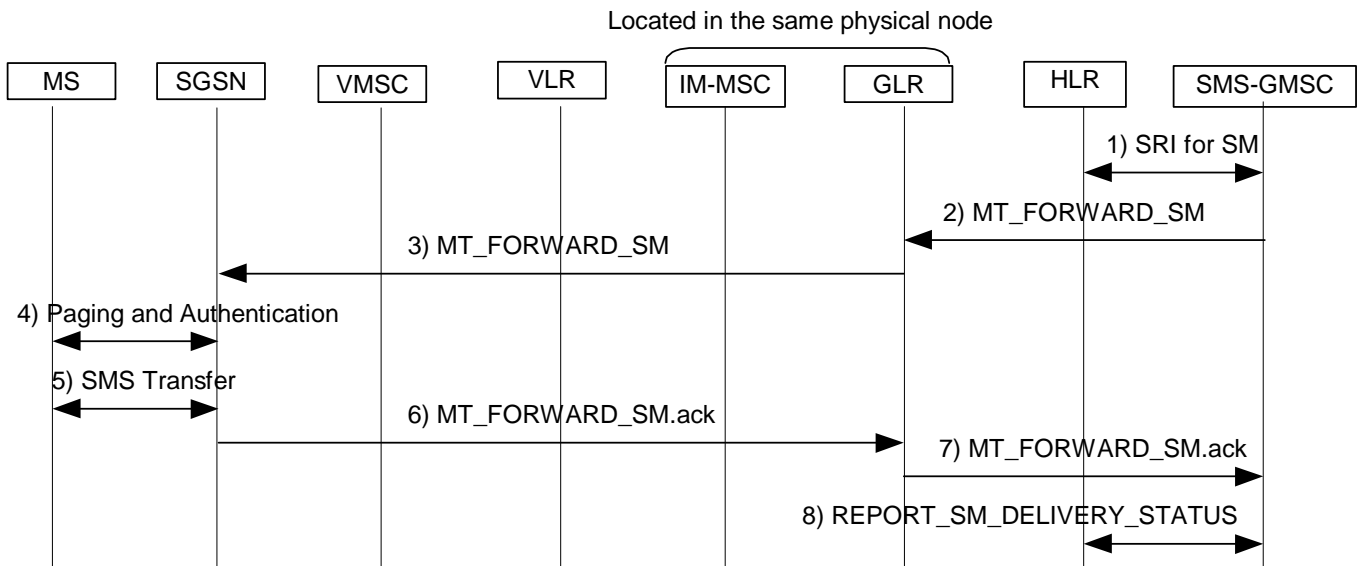 Located in the same physical node
MS
SGSN
VMSC
VLR
IM-MSC
GLR
HLR
SMS-GMSC
1) SRI for SM
2) MT_FORWARD_SM
3) MT_FORWARD_SM
4) Paging and Authentication
5) SMS Transfer
6) MT_FORWARD_SM.ack
7) MT_FORWARD_SM.ack
8) REPORT_SM_DELIVERY_STATUS